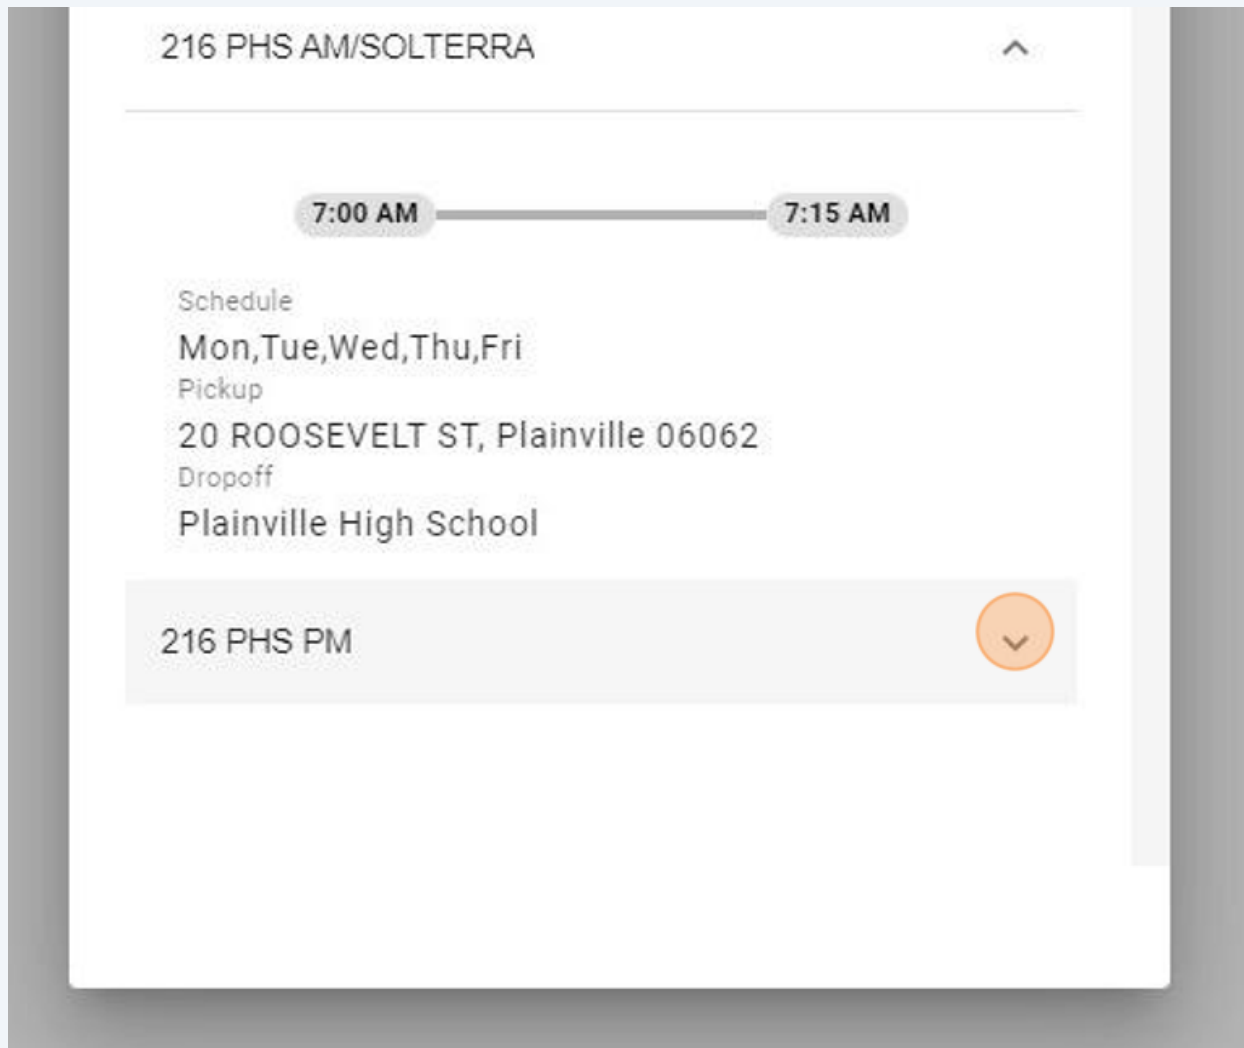 216 PHS AM/SOLTERRA
7:00 AM 7:15 AM
Schedule
Mon,Tue,Wed,Thu,Fri
Pickup
20 ROOSEVELT ST, Plainville 06062
Dropoff
Plainville High School
216 PHS PM